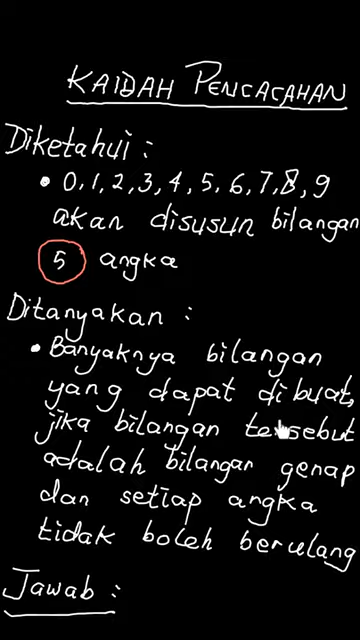 KAIDAH PENCACAHAN
Diketahui :
• 0, 1, 2, 3, 4, 5, 6, 7, 8, 9
akan disusun bilangan
5 angka
Ditanyakan :
• Banyaknya bilangan
yang dapat dibuat,
jika bilangan tersebut
adalah bilangan genap
dan setiap angka
tidak boleh berulang
Jawab :